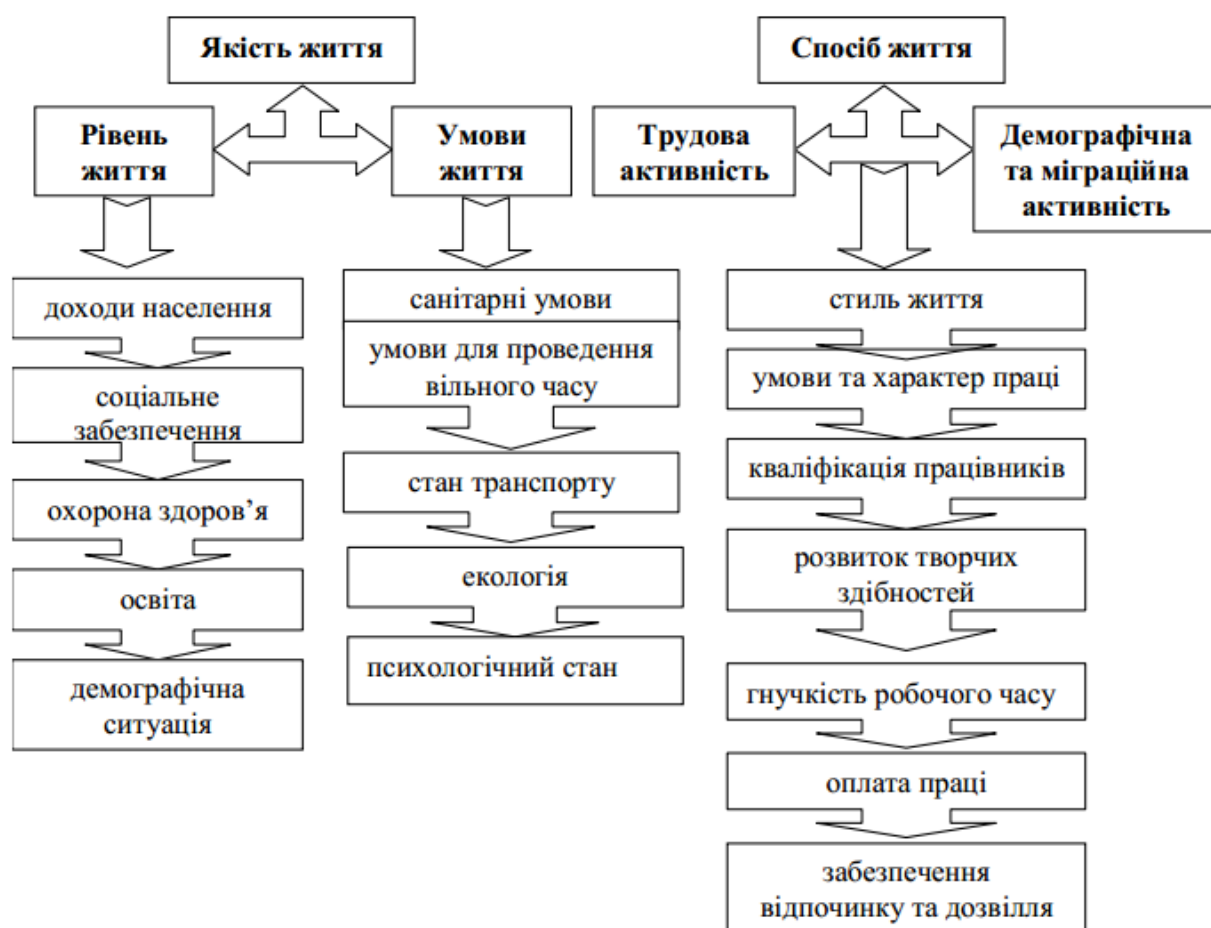 Якість життя
Спосіб життя
Рівень
життя
Умови
життя
Трудова
активність
Демографічна
та міграційна
активність
доходи населення
соціальне
забезпечення
охорона здоров’я
освіта
демографічна
ситуація
санітарні умови
умови для проведення
вільного часу
стан транспорту
екологія
психологічний стан
стиль життя
умови та характер праці
кваліфікація працівників
розвиток творчих
здібностей
гнучкість робочого часу
оплата праці
забезпечення
відпочинку та дозвілля